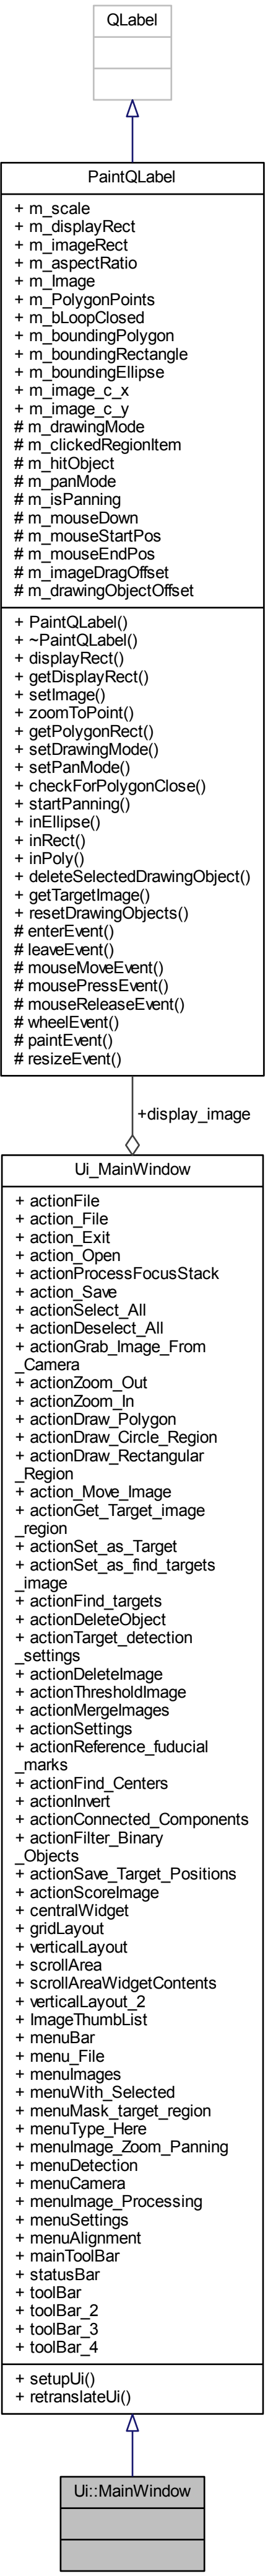 QLabel
PaintQLabel
+ m_scale
+ m_displayRect
+ m_imageRect
+ m_aspectRatio
+ m_Image
+ m_PolygonPoints
+ m_bLoopClosed
+ m_boundingPolygon
+ m_boundingRectangle
+ m_boundingEllipse
+ m_image_c_x
+ m_image_c_y
# m_drawingMode
# m_clickedRegionItem
# m_hitObject
# m_panMode
# m_isPanning
# m_mouseDown
# m_mouseStartPos
# m_mouseEndPos
# m_imageDragOffset
# m_drawingObjectOffset
+ PaintQLabel()
+ ~PaintQLabel()
+ displayRect()
+ getDisplayRect()
+ setImage()
+ zoomToPoint()
+ getPolygonRect()
+ setDrawingMode()
+ setPanMode()
+ checkForPolygonClose()
+ startPanning()
+ inEllipse()
+ inRect()
+ inPoly()
+ deleteSelectedDrawingObject()
+ getTargetImage()
+ resetDrawingObjects()
# enterEvent()
# leaveEvent()
# mouseMoveEvent()
# mousePressEvent()
# mouseReleaseEvent()
# wheelEvent()
# paintEvent()
# resizeEvent()
+display_image
Ui_MainWindow
+ actionFile
+ action_File
+ action_Exit
+ action_Open
+ actionProcessFocusStack
+ action_Save
+ actionSelect_All
+ actionDeselect_All
+ actionGrab_Image_From
_Camera
+ actionZoom_Out
+ actionZoom_In
+ actionDraw_Polygon
+ actionDraw_Circle_Region
+ actionDraw_Rectangular
_Region
+ action_Move_Image
+ actionGet_Target_image
_region
+ actionSet_as_Target
+ actionSet_as_find_targets
_image
+ actionFind_targets
+ actionDeleteObject
+ actionTarget_detection
_settings
+ actionDeleteImage
+ actionThresholdImage
+ actionMergeImages
+ actionSettings
+ actionReference_fuducial
_marks
+ actionFind_Centers
+ actionInvert
+ actionConnected_Components
+ actionFilter_Binary
_Objects
+ actionSave_Target_Positions
+ actionScoreImage
+ centralWidget
+ gridLayout
+ verticalLayout
+ scrollArea
+ scrollAreaWidgetContents
+ verticalLayout_2
+ ImageThumbList
+ menuBar
+ menu_File
+ menuImages
+ menuWith_Selected
+ menuMask_target_region
+ menuType_Here
+ menuImage_Zoom_Panning
+ menuDetection
+ menuCamera
+ menuImage_Processing
+ menuSettings
+ menuAlignment
+ mainToolBar
+ statusBar
+ toolBar
+ toolBar_2
+ toolBar_3
+ toolBar_4
+ setupUi()
+ retranslateUi()
Ui::MainWindow